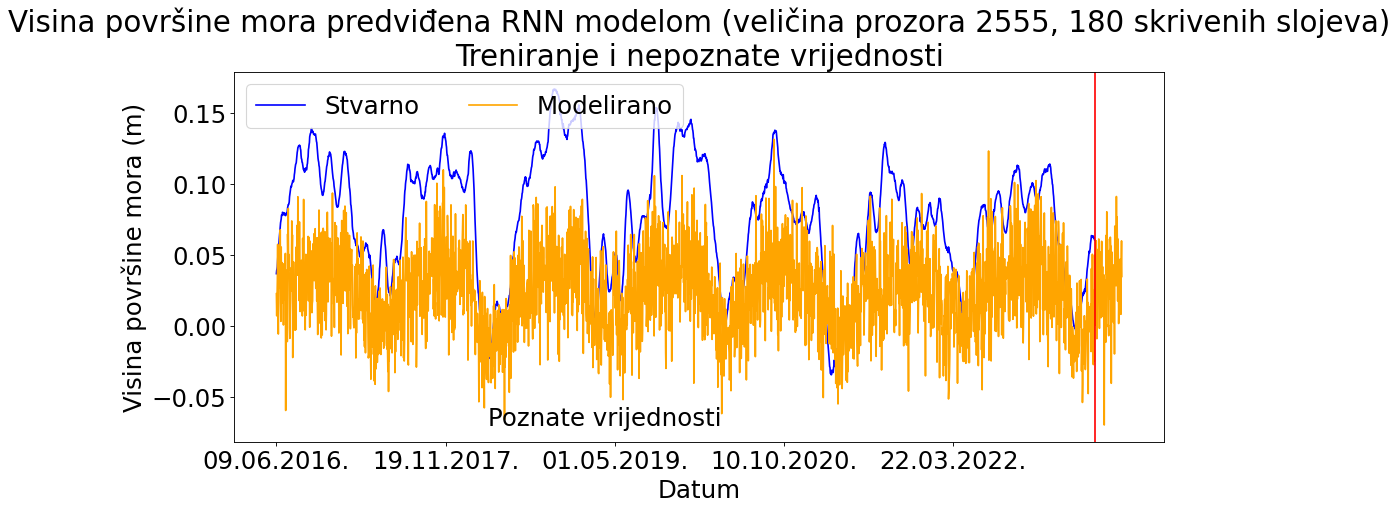 Visina površine mora predviđena RNN modelom (veličina prozora 2555, 180 skrivenih slojeva)
Treniranje i nepoznate vrijednosti
Stvarno Modelirano
Visina površine mora (m)
0.15
0.10
0.05
0.00
−0.05
Poznate vrijednosti
09.06.2016. 19.11.2017. 01.05.2019. 10.10.2020. 22.03.2022.
Datum